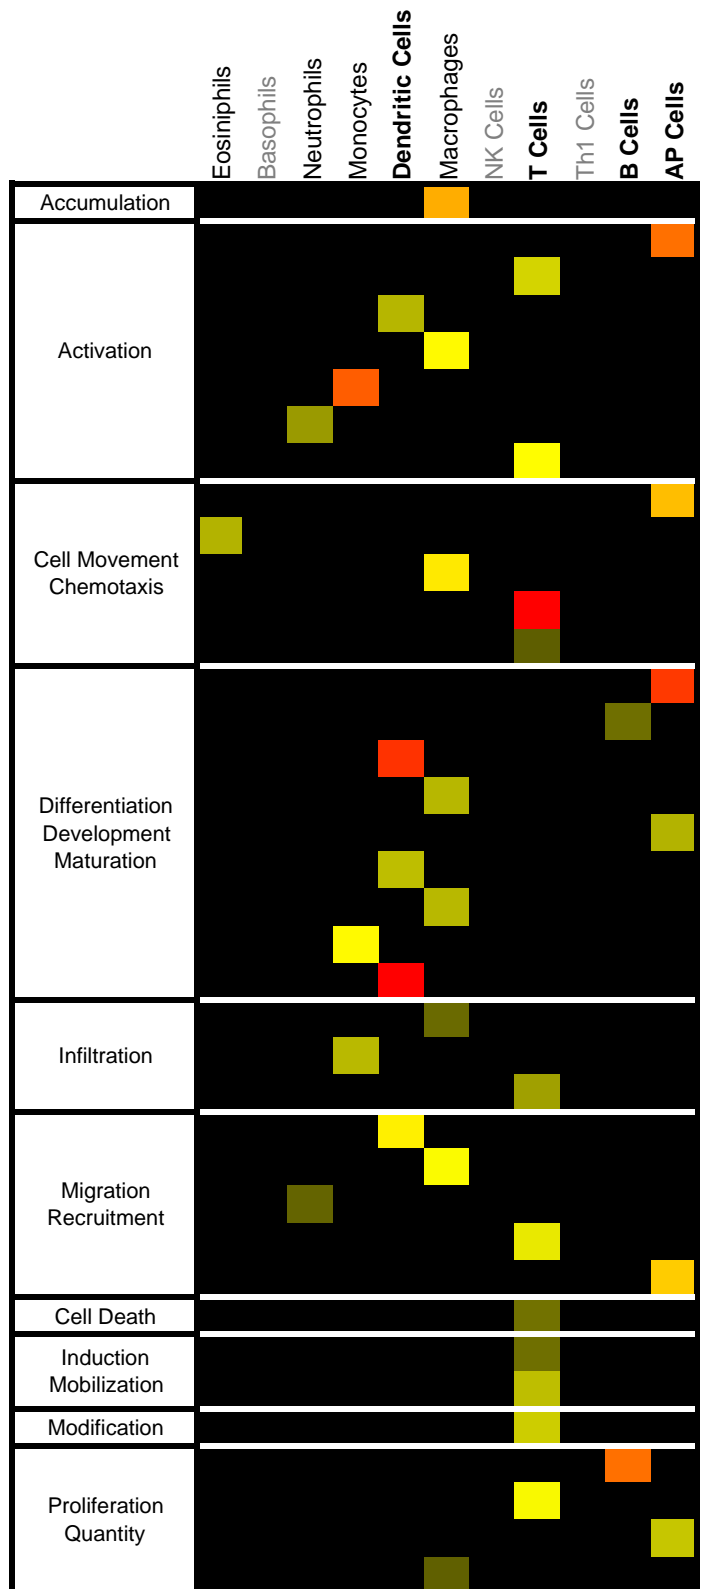 Eosiniphils
Basophils
Neutrophils
Monocytes
Dendritic Cells
Macrophages
NK Cells
T Cells
Th1 Cells
B Cells
AP Cells
Accumulation
Activation
Cell Movement
Chemotaxis
Differentiation
Development
Maturation
Infiltration
Migration
Recruitment
Cell Death
Induction
Mobilization
Modification
Proliferation
Quantity